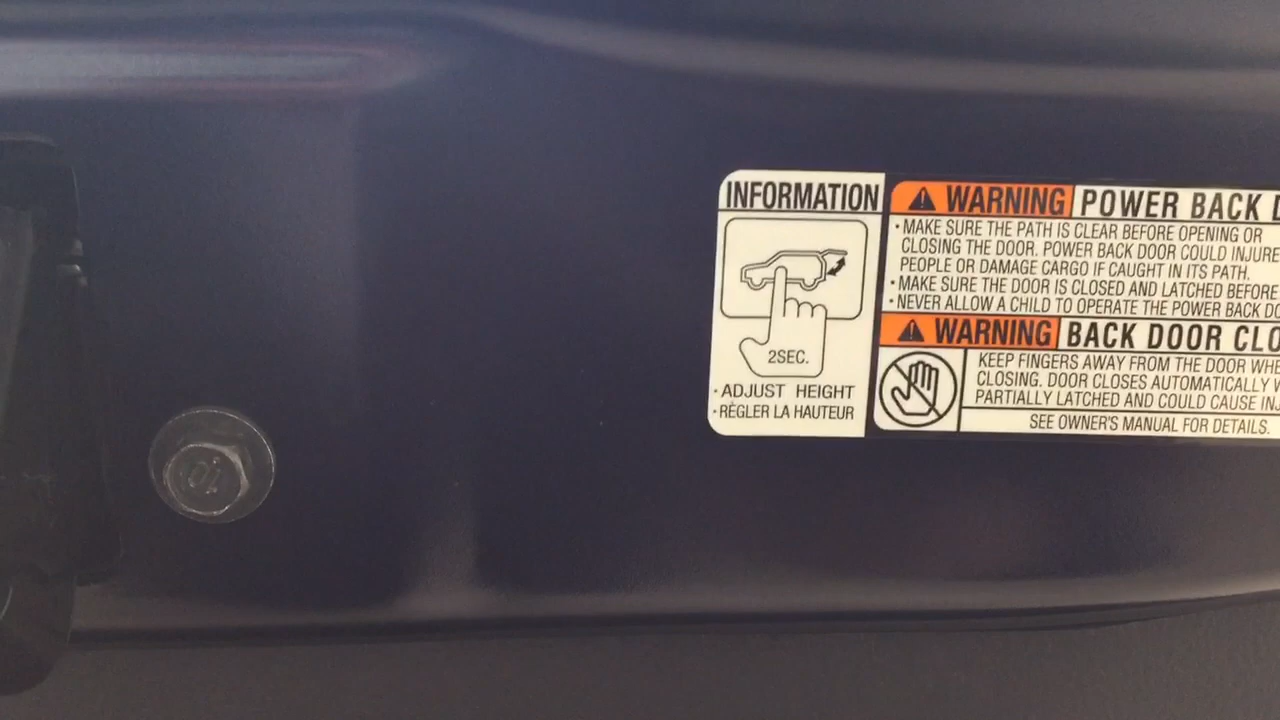 INFORMATION
2SEC.
· ADJUST HEIGHT
· RÉGLER LA HAUTEUR
WARNING POWER BACK
· MAKE SURE THE PATH IS CLEAR BEFORE OPENING OR
CLOSING THE DOOR. POWER BACK DOOR COULD INJURE
PEOPLE OR DAMAGE CARGO IF CAUGHT IN ITS PATH.
· MAKE SURE THE DOOR IS CLOSED AND LATCHED BEFORE
· NEVER ALLOW A CHILD TO OPERATE THE POWER BACK
WARNING BACK DOOR
KEEP FINGERS AWAY FROM THE DOOR
CLOSING. DOOR CLOSES AUTOMATICALLY
PARTIALLY LATCHED AND COULD CAUSE
SEE OWNER'S MANUAL FOR DETAILS.